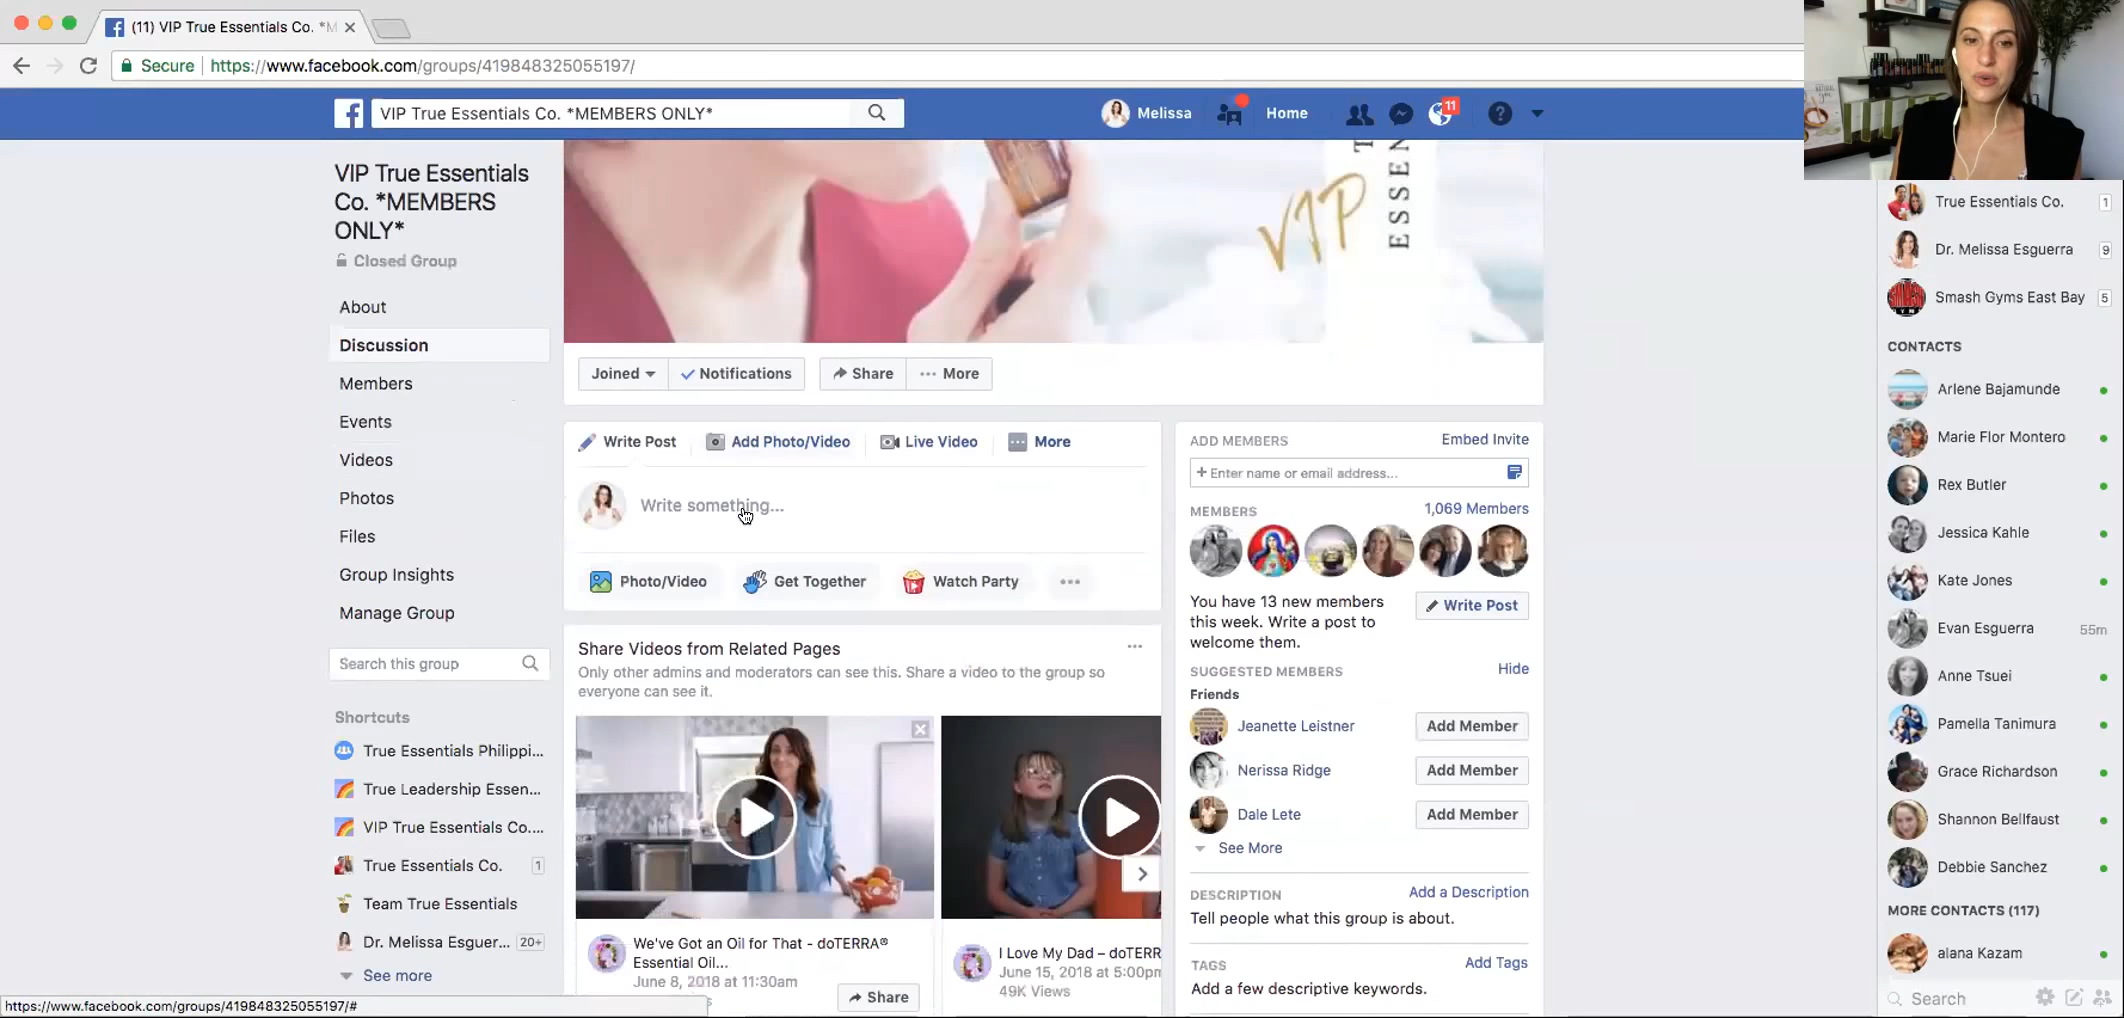 (11) VIP True Essentials Co. *M
Secure https://www.facebook.com/groups/419848325055197/
VIP True Essentials Co. *MEMBERS ONLY*
Melissa
Home
11
VIP True Essentials
Co. *MEMBERS
ONLY*
Closed Group
About
Discussion
Members
Events
Videos
Photos
Files
Group Insights
Manage Group
Search this group
Shortcuts
True Essentials Philippi...
True Leadership Essen...
VIP True Essentials Co....
True Essentials Co. 1
Team True Essentials
Dr. Melissa Esguer... 20+
See more
https://www.facebook.com/groups/419848325055197/#
VIP
ESSEN
Joined
Notifications
Share
More
Write Post
Add Photo/Video
Live Video
More
Write something...
Photo/Video
Get Together
Watch Party
Share Videos from Related Pages
Only other admins and moderators can see this. Share a video to the group so
everyone can see it.
We've Got an Oil for That - doTERRA®
Essential Oil...
June 8, 2018 at 11:30am
Share
I Love My Dad – doTERR
June 15, 2018 at 5:00pm
49K Views
ADD MEMBERS
Embed Invite
+ Enter name or email address...
MEMBERS
1,069 Members
You have 13 new members
this week. Write a post to
welcome them.
Write Post
SUGGESTED MEMBERS
Hide
Friends
Jeanette Leistner Add Member
Nerissa Ridge Add Member
Dale Lete Add Member
See More
DESCRIPTION
Add a Description
Tell people what this group is about.
TAGS
Add Tags
Add a few descriptive keywords.
True Essentials Co. 1
Dr. Melissa Esguerra 9
Smash Gyms East Bay 5
CONTACTS
Arlene Bajamunde
Marie Flor Montero
Rex Butler
Jessica Kahle
Kate Jones
Evan Esguerra 55m
Anne Tsuei
Pamella Tanimura
Grace Richardson
Shannon Bellfaust
Debbie Sanchez
MORE CONTACTS (117)
alana Kazam
Search